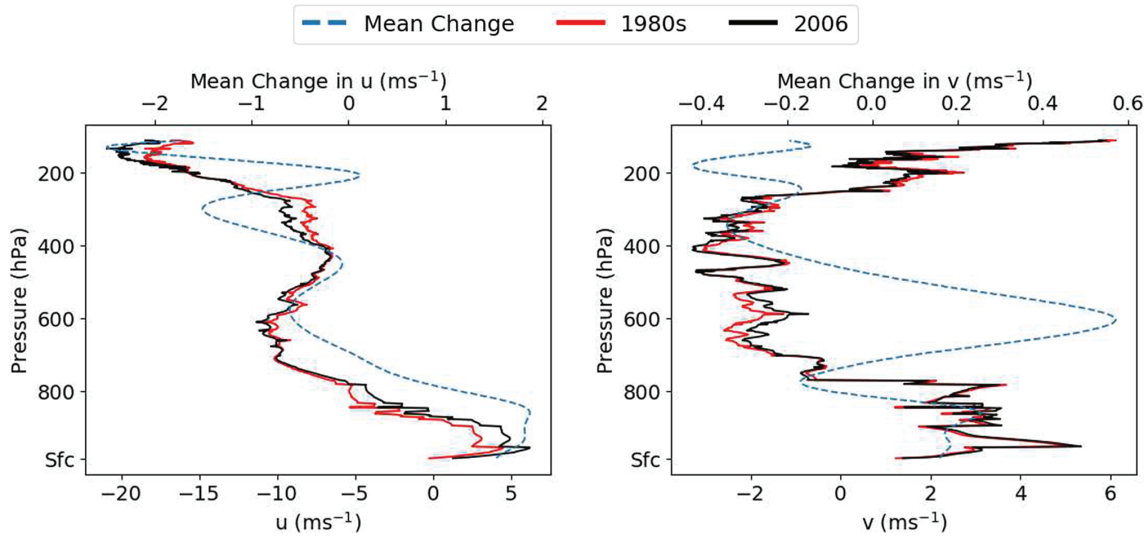 Mean Change 1980s 2006
Mean Change in u (ms⁻¹)
−2 −1 0 1 2
Pressure (hPa)
200
400
600
800
Sfc
−20 −15 −10 −5 0 5
u (ms⁻¹)
Mean Change in v (ms⁻¹)
−0.4 −0.2 0.0 0.2 0.4 0.6
Pressure (hPa)
200
400
600
800
Sfc
−2 0 2 4 6
v (ms⁻¹)